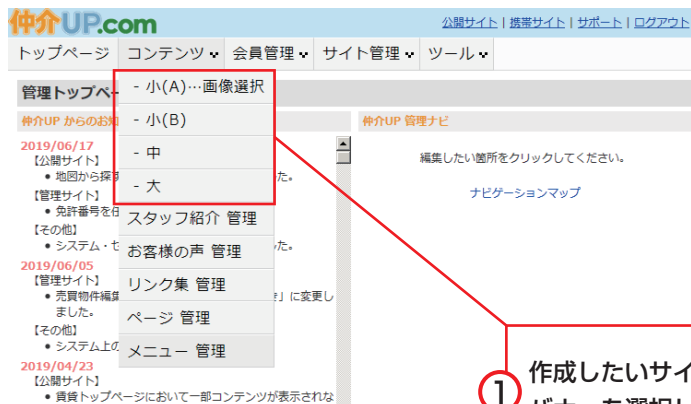 仲介UP.com
公開サイト | 携帯サイト | サポート | ログアウト
トップページ コンテンツ 会員管理 サイト管理 ツール
管理トップペー
- 小(A)…画像選択
- 小(B)
- 中
- 大
スタッフ紹介 管理
お客様の声 管理
リンク集 管理
ページ 管理
メニュー 管理
仲介UP からのお知
仲介UP 管理ナビ
編集したい箇所をクリックしてください。
ナビゲーションマップ
2019/06/17
【公開サイト】
• 地図から探す た。
【管理サイト】
• 免許番号を任
【その他】
• システム・セ た。
2019/06/05
【管理サイト】
• 売買物件編集 」に変更し
ました。
【その他】
• システム上の
2019/04/23
【公開サイト】
• 賃貸トップページにおいて一部コンテンツが表示されな
1
作成したいサイ
バナーを選択し